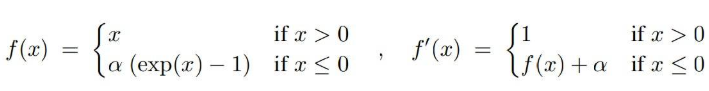 f(x) = { x if x > 0
α (exp(x) − 1) if x ≤ 0 , f′(x) = { 1 if x > 0
f(x) + α if x ≤ 0